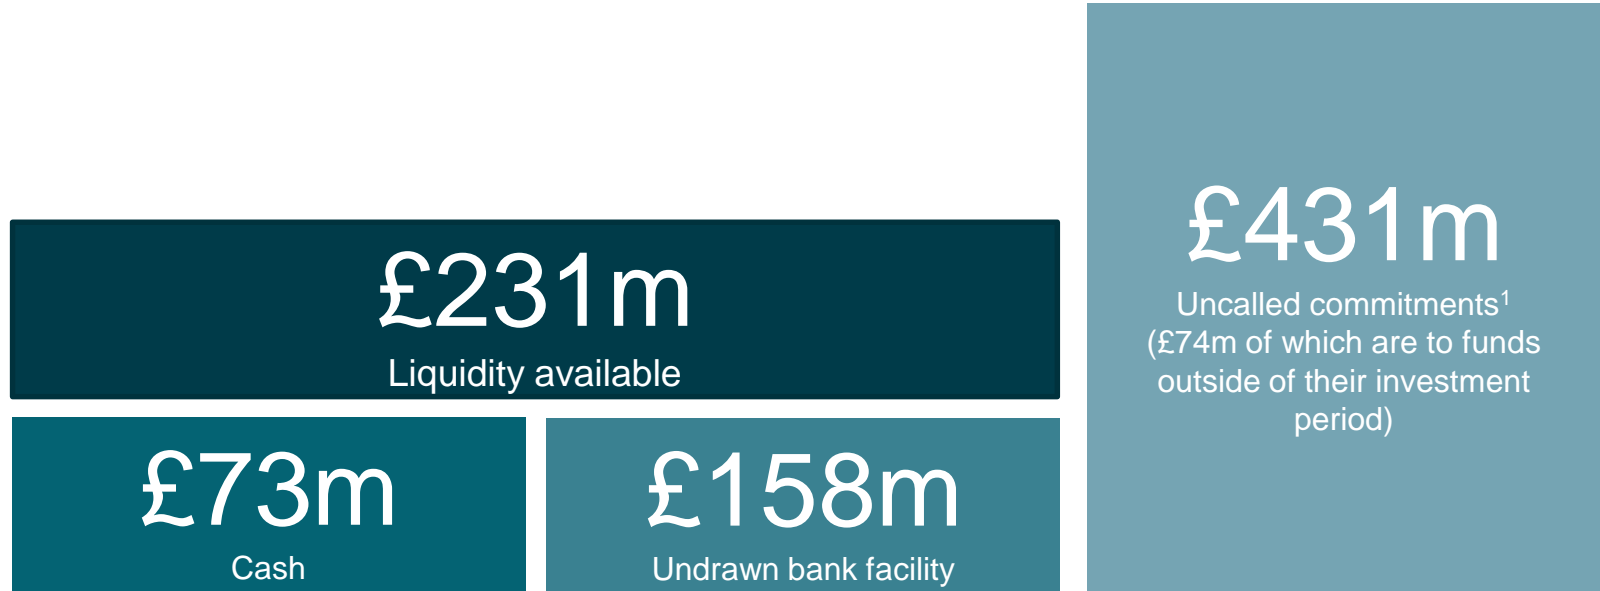 £231m
Liquidity available
£73m
Cash
£158m
Undrawn bank facility
£431m
Uncalled commitments¹
(£74m of which are to funds
outside of their investment
period)